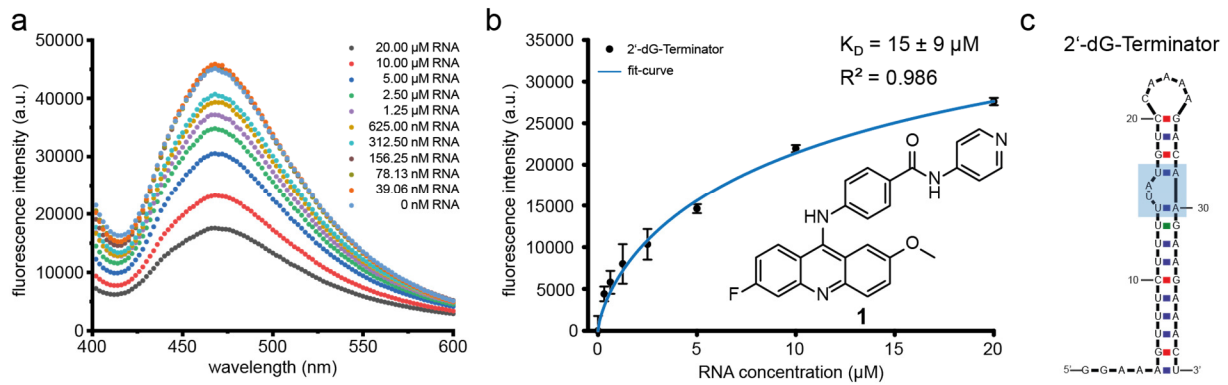 a
50000
40000
30000
20000
10000
0
fluorescence intensity (a.u.)
400
450
500
550
600
wavelength (nm)
20.00 µM RNA
10.00 µM RNA
5.00 µM RNA
2.50 µM RNA
1.25 µM RNA
625.00 nM RNA
312.50 nM RNA
156.25 nM RNA
78.13 nM RNA
39.06 nM RNA
0 nM RNA
b
35000
30000
25000
20000
15000
10000
5000
0
fluorescence intensity (a.u.)
0
5
10
15
20
RNA concentration (µM)
2'-dG-Terminator
fit-curve
K_D = 15 ± 9 µM
R² = 0.986
N
O
N
H
HN
O
F
N
1
c
2'-dG-Terminator
20
C G
U A
G C
U A
A A
U
U A
30
U G
U A
U A
10
C G
U A
U A
U A
G C
5' G G A A A U 3'